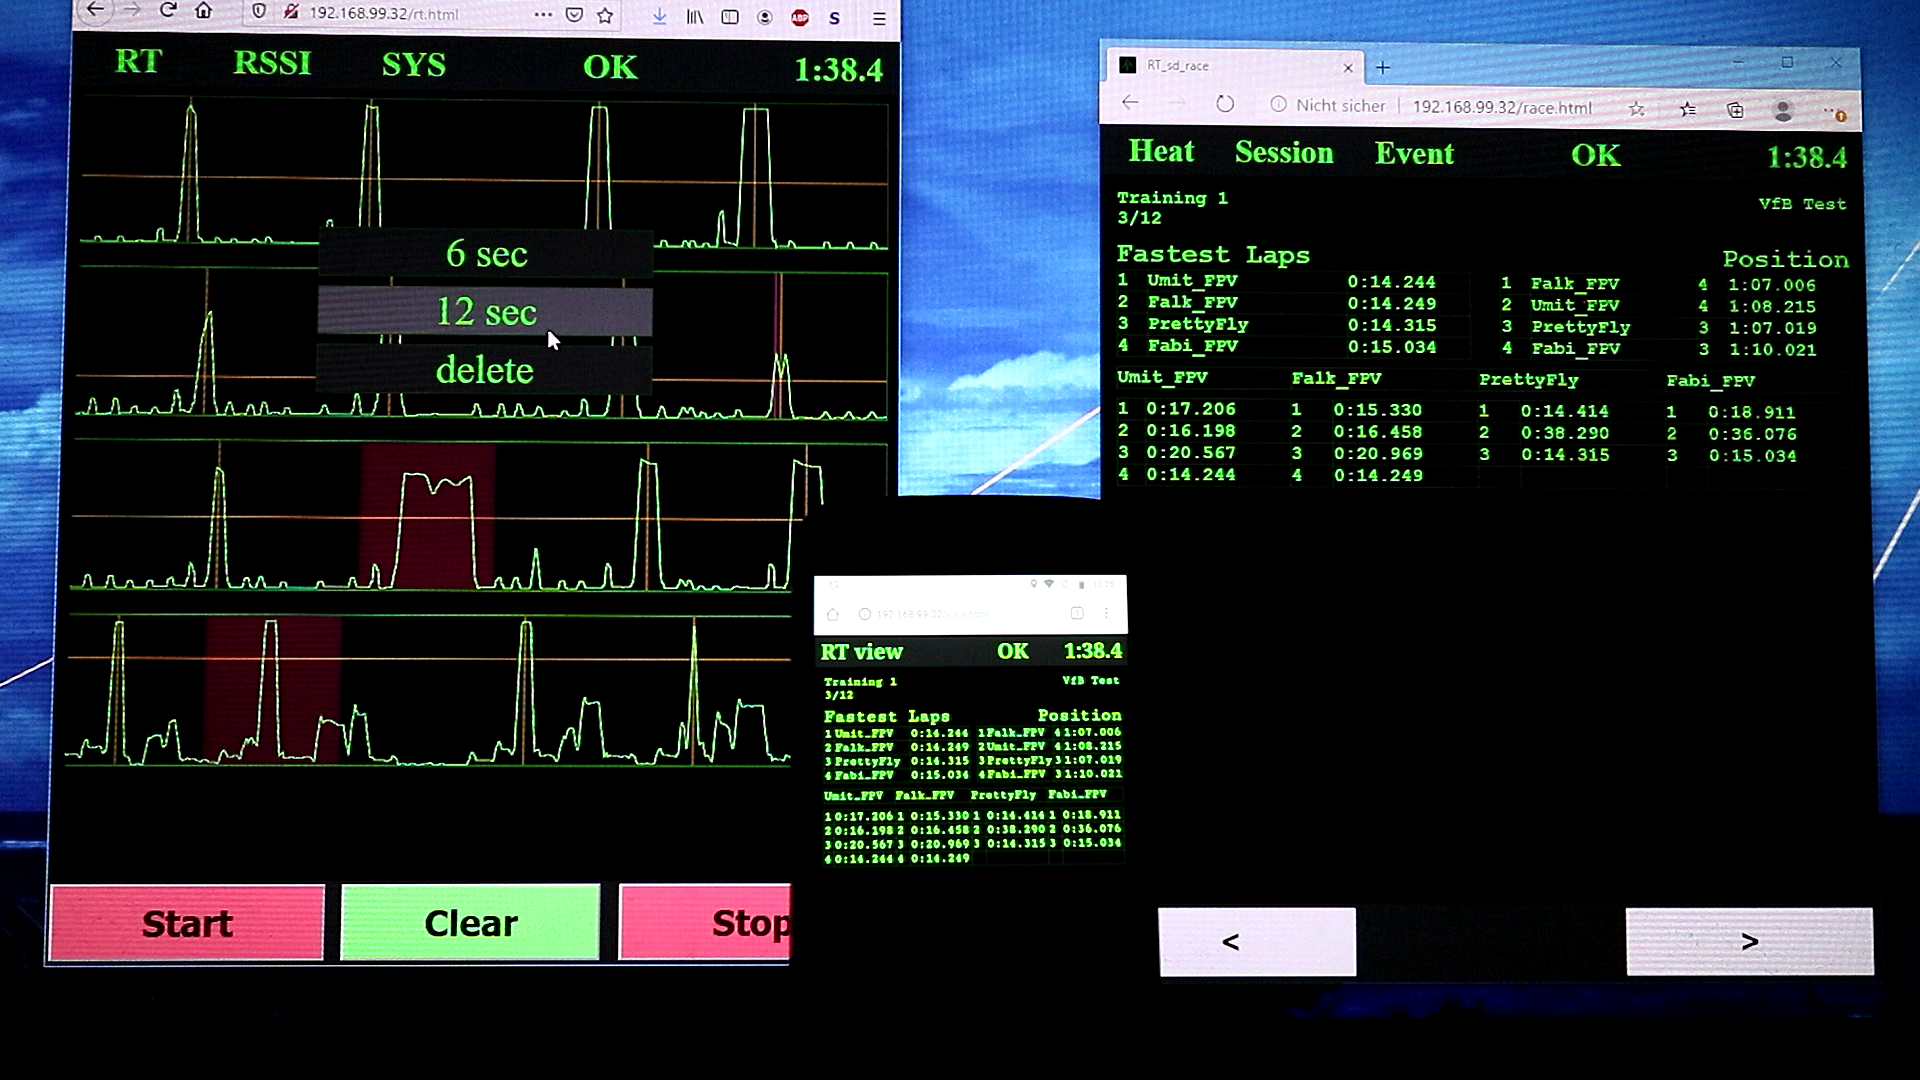 192.168.99.32/rt.html
ABP
S
RT RSSI SYS OK 1:38.4
6 sec
12 sec
delete
Start Clear Stop
RT_sd_race
Nicht sicher 192.168.99.32/race.html
Heat Session Event OK 1:38.4
Training 1 VfB Test
3/12
Fastest Laps Position
1 Umit_FPV 0:14.244 1 Falk_FPV 4 1:07.006
2 Falk_FPV 0:14.249 2 Umit_FPV 4 1:08.215
3 PrettyFly 0:14.315 3 PrettyFly 3 1:07.019
4 Fabi_FPV 0:15.034 4 Fabi_FPV 3 1:10.021
Umit_FPV Falk_FPV PrettyFly Fabi_FPV
1 0:17.206 1 0:15.330 1 0:14.414 1 0:18.911
2 0:16.198 2 0:16.458 2 0:38.290 2 0:36.076
3 0:20.567 3 0:20.969 3 0:14.315 3 0:15.034
4 0:14.244 4 0:14.249
< >
192.168.99.32/view.html
RT view OK 1:38.4
Training 1 VfB Test
3/12
Fastest Laps Position
1 Umit_FPV 0:14.244 1 Falk_FPV 4 1:07.006
2 Falk_FPV 0:14.249 2 Umit_FPV 4 1:08.215
3 PrettyFly 0:14.315 3 PrettyFly 3 1:07.019
4 Fabi_FPV 0:15.034 4 Fabi_FPV 3 1:10.021
Umit_FPV Falk_FPV PrettyFly Fabi_FPV
1 0:17.206 1 0:15.330 1 0:14.414 1 0:18.911
2 0:16.198 2 0:16.458 2 0:38.290 2 0:36.076
3 0:20.567 3 0:20.969 3 0:14.315 3 0:15.034
4 0:14.244 4 0:14.249